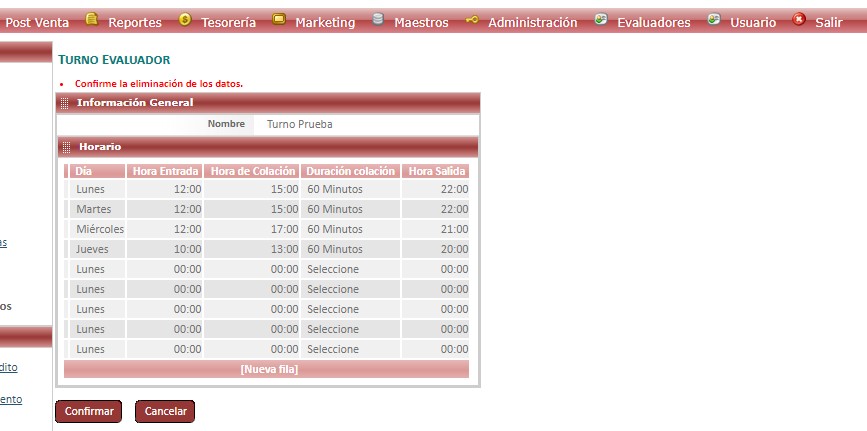 Post Venta Reportes Tesorería Marketing Maestros Administración Evaluadores Usuario Salir
TURNO EVALUADOR
• Confirme la eliminación de los datos.
Información General
Nombre Turno Prueba
Horario
Día Hora Entrada Hora de Colación Duración colación Hora Salida
Lunes 12:00 15:00 60 Minutos 22:00
Martes 12:00 15:00 60 Minutos 22:00
Miércoles 12:00 17:00 60 Minutos 21:00
as
Jueves 10:00 13:00 60 Minutos 20:00
Lunes 00:00 00:00 Seleccione 00:00
Lunes 00:00 00:00 Seleccione 00:00
Lunes 00:00 00:00 Seleccione 00:00
os
Lunes 00:00 00:00 Seleccione 00:00
Lunes 00:00 00:00 Seleccione 00:00
dito
[Nueva fila]
ento
Confirmar Cancelar